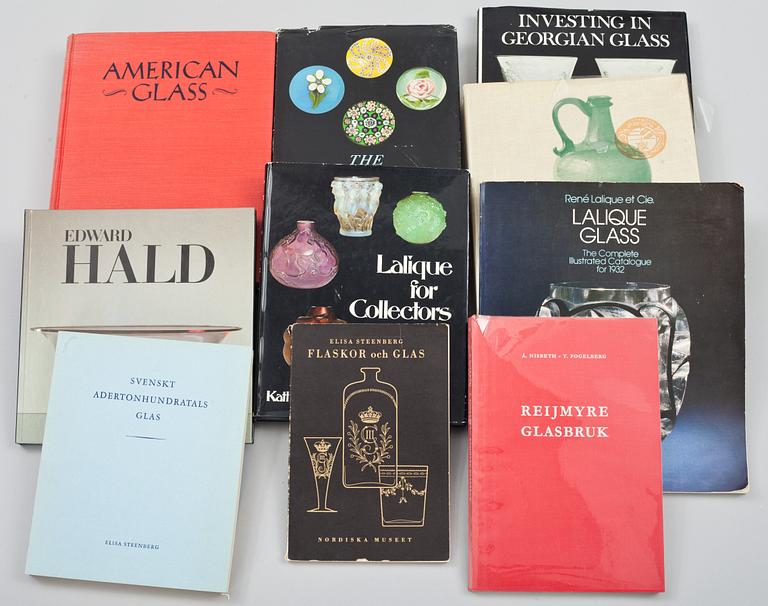 AMERICAN
GLASS
THE
INVESTING IN
GEORGIAN GLASS
EDWARD
HALD
Lalique
for
Collectors
René Lalique et Cie.
LALIQUE
GLASS
The Complete
Illustrated Catalogue
for 1932
SVENSKT
ADERTONHUNDRATALS
GLAS
ELISA STEENBERG
ELISA STEENBERG
FLASKOR och GLAS
NORDISKA MUSEET
A. NISBETH - T. FOGELBERG
REIJMYRE
GLASBRUK